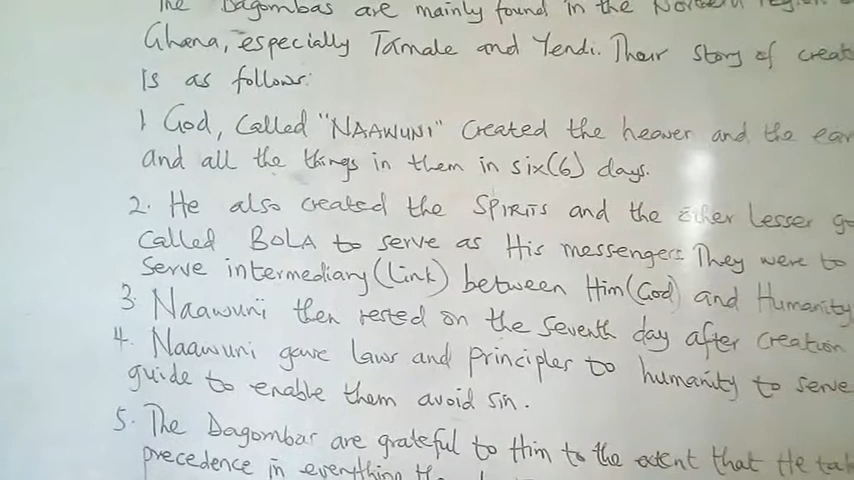 The Dagombas are mainly found in the Northern region
Ghana, especially Tamale and Yendi. Their story of creat
is as follows:
1 God, called "NAAWUNI" created the heaven and the ear
and all the things in them in six(6) days.
2. He also created the SPIRITS and the other Lesser go
called BOLA to serve as His messengers. They were to
serve intermediary (link) between Him (God) and Humanity
3. Naawuni then rested on the seventh day after creation
4. Naawuni gave laws and principles to humanity to serve
guide to enable them avoid sin.
5. The Dagombas are grateful to Him to the extent that He tak
precedence in everything